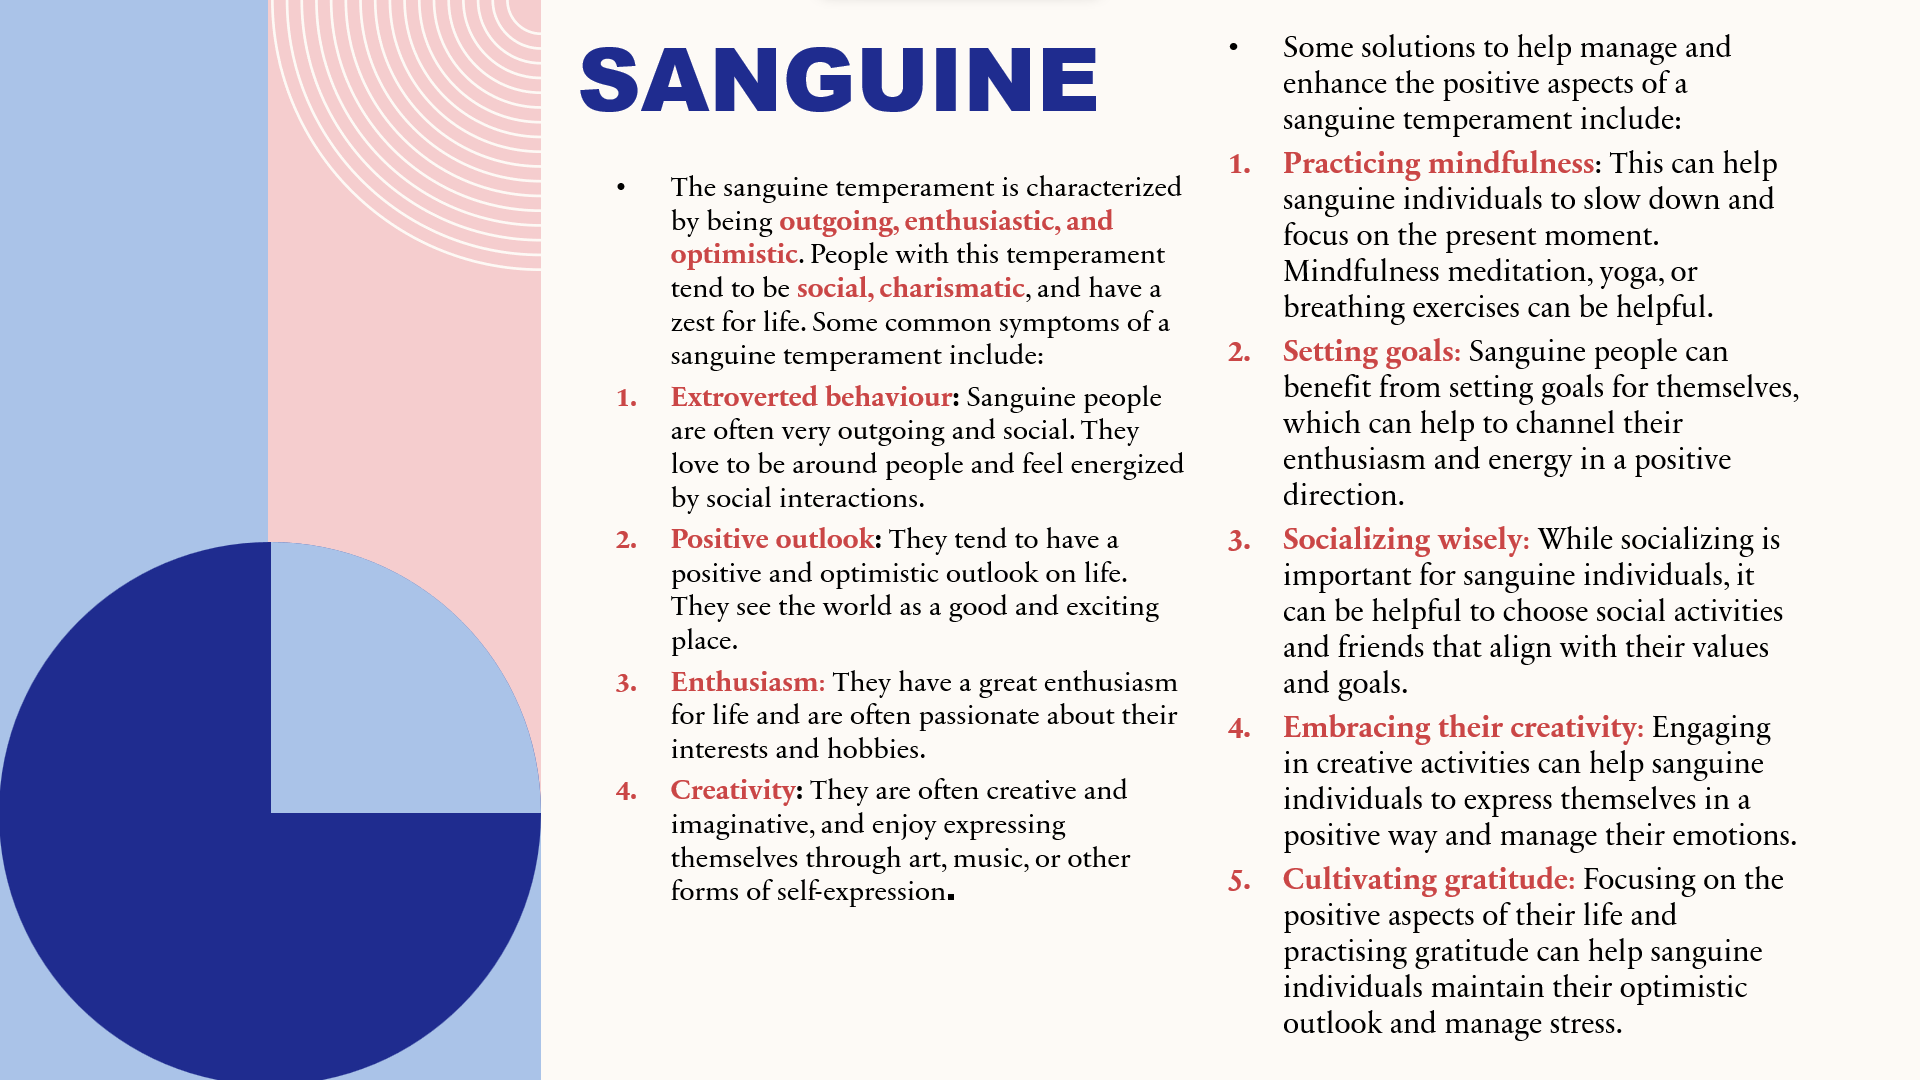 SANGUINE
• The sanguine temperament is characterized
by being outgoing, enthusiastic, and
optimistic. People with this temperament
tend to be social, charismatic, and have a
zest for life. Some common symptoms of a
sanguine temperament include:
1. Extroverted behaviour: Sanguine people
are often very outgoing and social. They
love to be around people and feel energized
by social interactions.
2. Positive outlook: They tend to have a
positive and optimistic outlook on life.
They see the world as a good and exciting
place.
3. Enthusiasm: They have a great enthusiasm
for life and are often passionate about their
interests and hobbies.
4. Creativity: They are often creative and
imaginative, and enjoy expressing
themselves through art, music, or other
forms of self-expression.
• Some solutions to help manage and
enhance the positive aspects of a
sanguine temperament include:
1. Practicing mindfulness: This can help
sanguine individuals to slow down and
focus on the present moment.
Mindfulness meditation, yoga, or
breathing exercises can be helpful.
2. Setting goals: Sanguine people can
benefit from setting goals for themselves,
which can help to channel their
enthusiasm and energy in a positive
direction.
3. Socializing wisely: While socializing is
important for sanguine individuals, it
can be helpful to choose social activities
and friends that align with their values
and goals.
4. Embracing their creativity: Engaging
in creative activities can help sanguine
individuals to express themselves in a
positive way and manage their emotions.
5. Cultivating gratitude: Focusing on the
positive aspects of their life and
practising gratitude can help sanguine
individuals maintain their optimistic
outlook and manage stress.